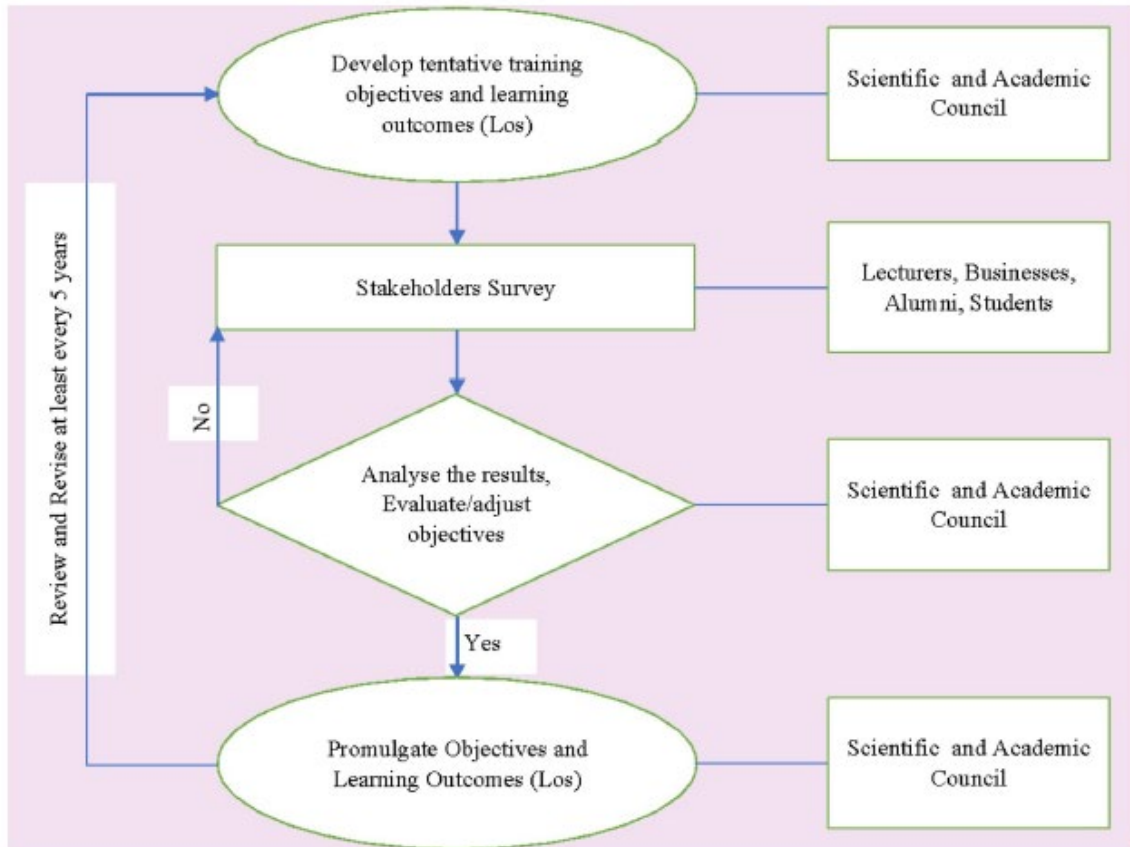 Develop tentative training
objectives and learning
outcomes (Los)
Scientific and Academic
Council
Stakeholders Survey
Lecturers, Businesses,
Alumni, Students
Review and Revise at least every 5 years
No
Analyse the results,
Evaluate/adjust
objectives
Scientific and Academic
Council
Yes
Promulgate Objectives and
Learning Outcomes (Los)
Scientific and Academic
Council